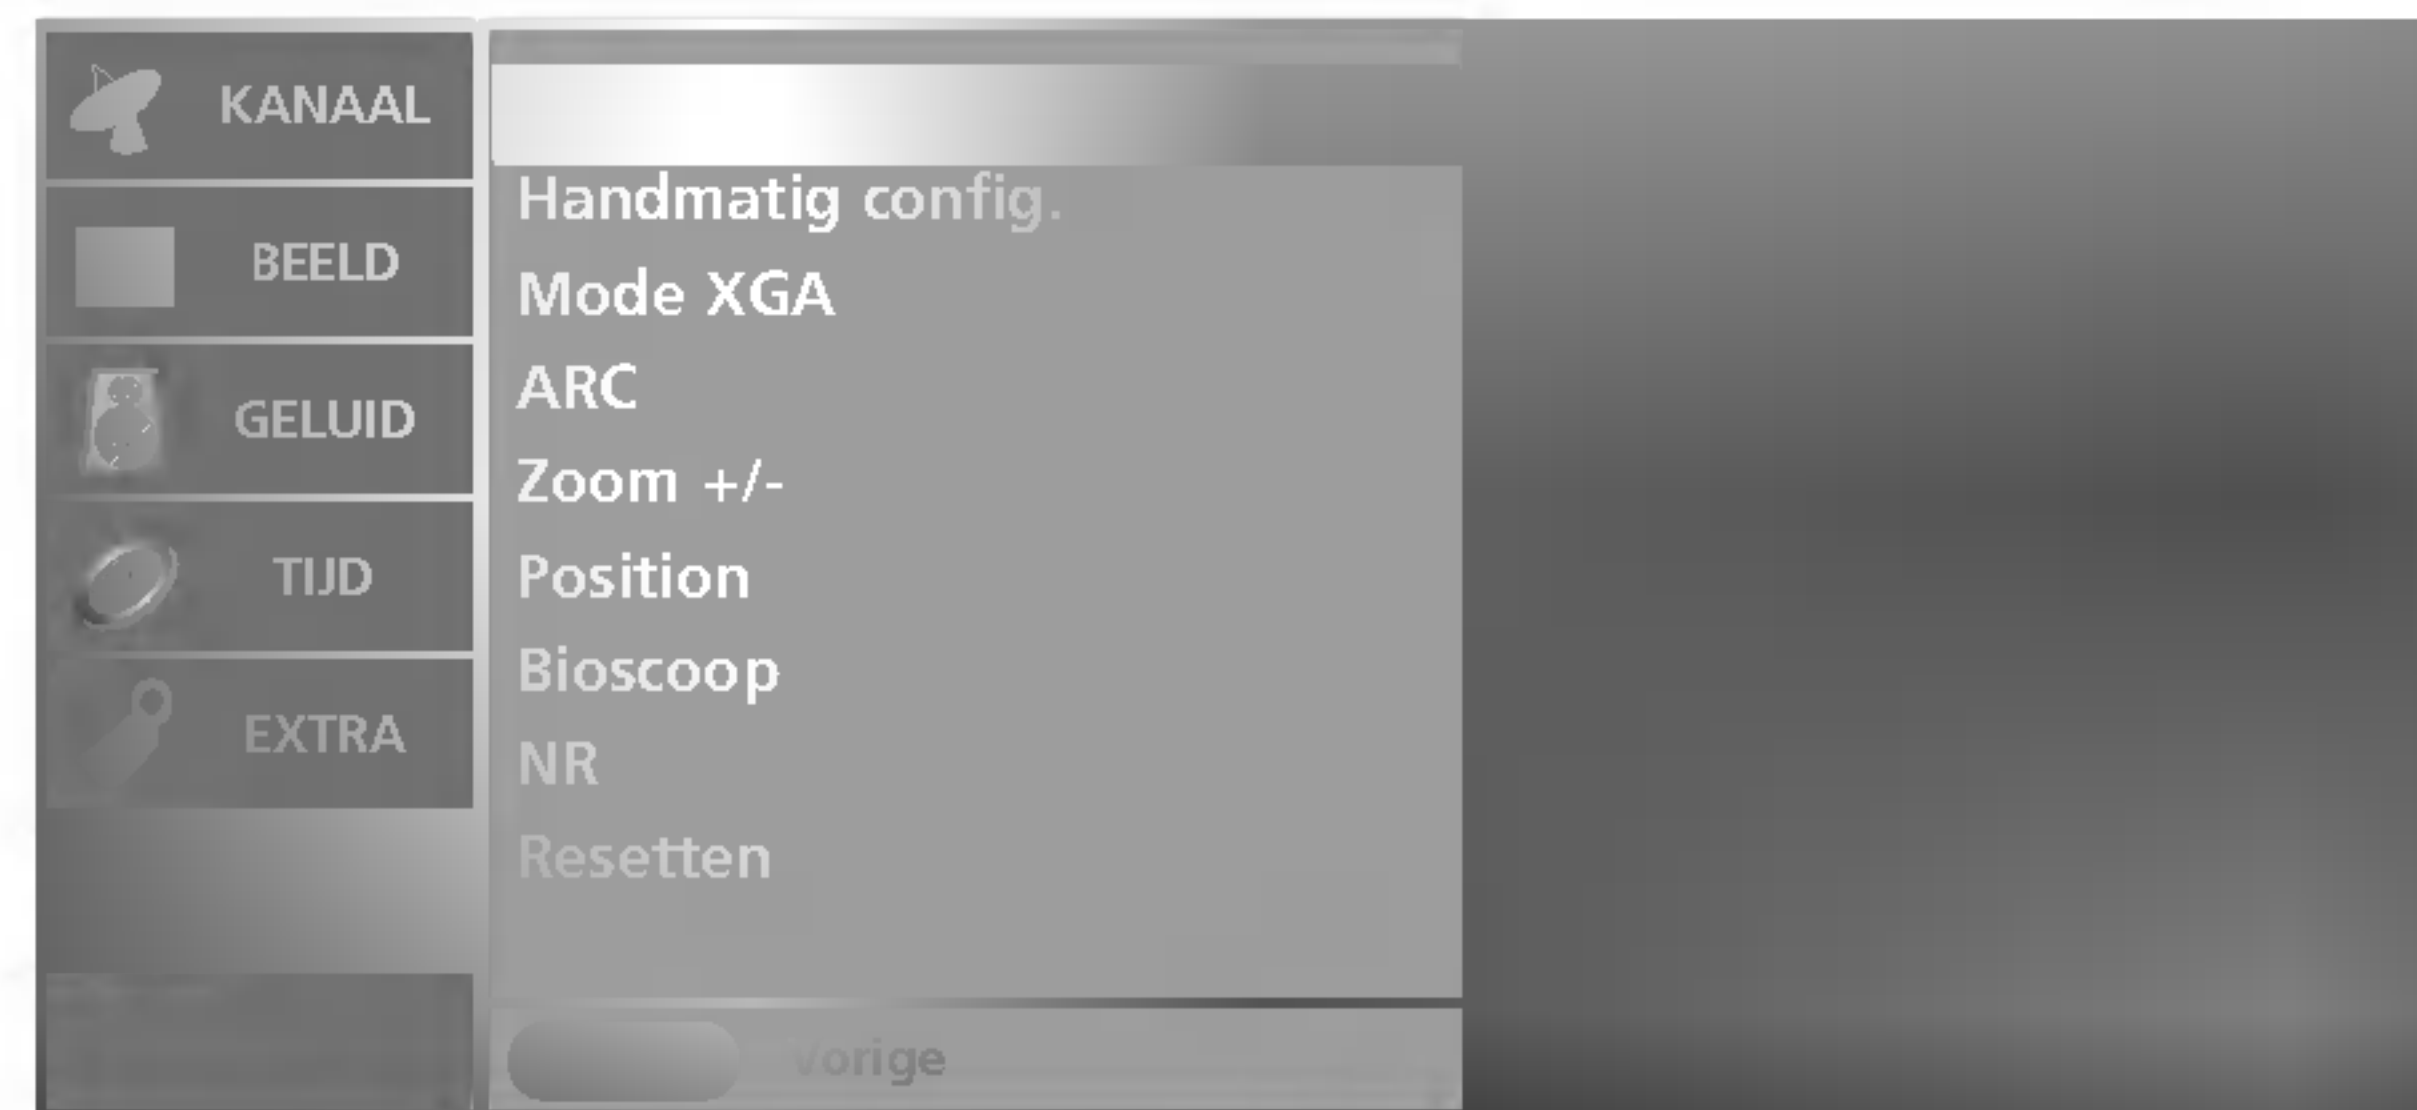 KANAAL
BEELD
GELUID
TIJD
EXTRA
Handmatig config.
Mode XGA
ARC
Zoom +/-
Position
Bioscoop
NR
Resetten
Vorige